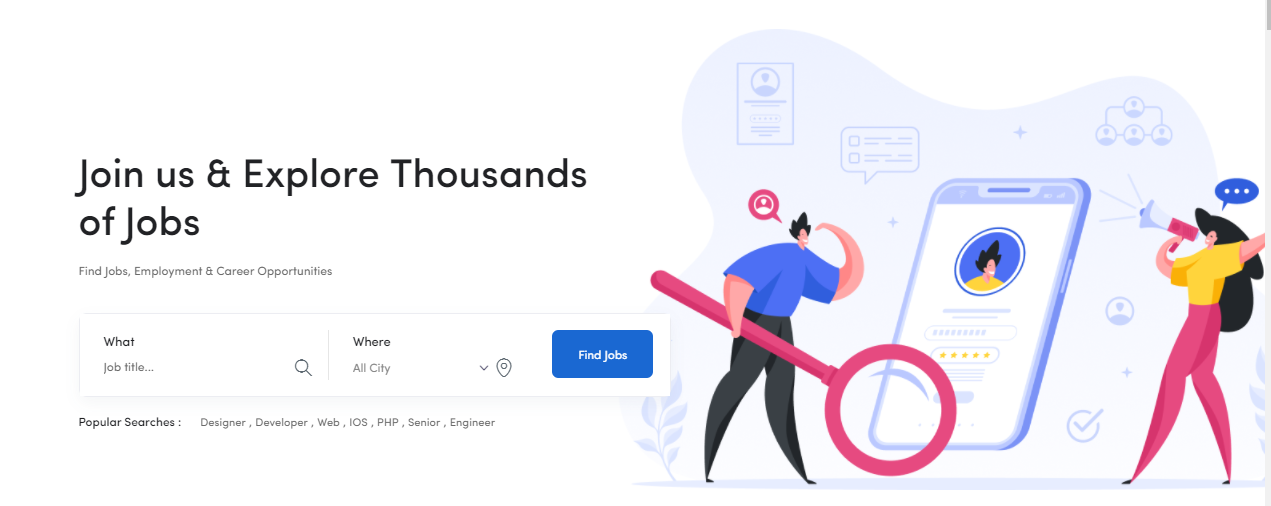 Join us & Explore Thousands
of Jobs
Find Jobs, Employment & Career Opportunities
What
Job title...
Where
All City
Find Jobs
Popular Searches : Designer , Developer , Web , IOS , PHP , Senior , Engineer